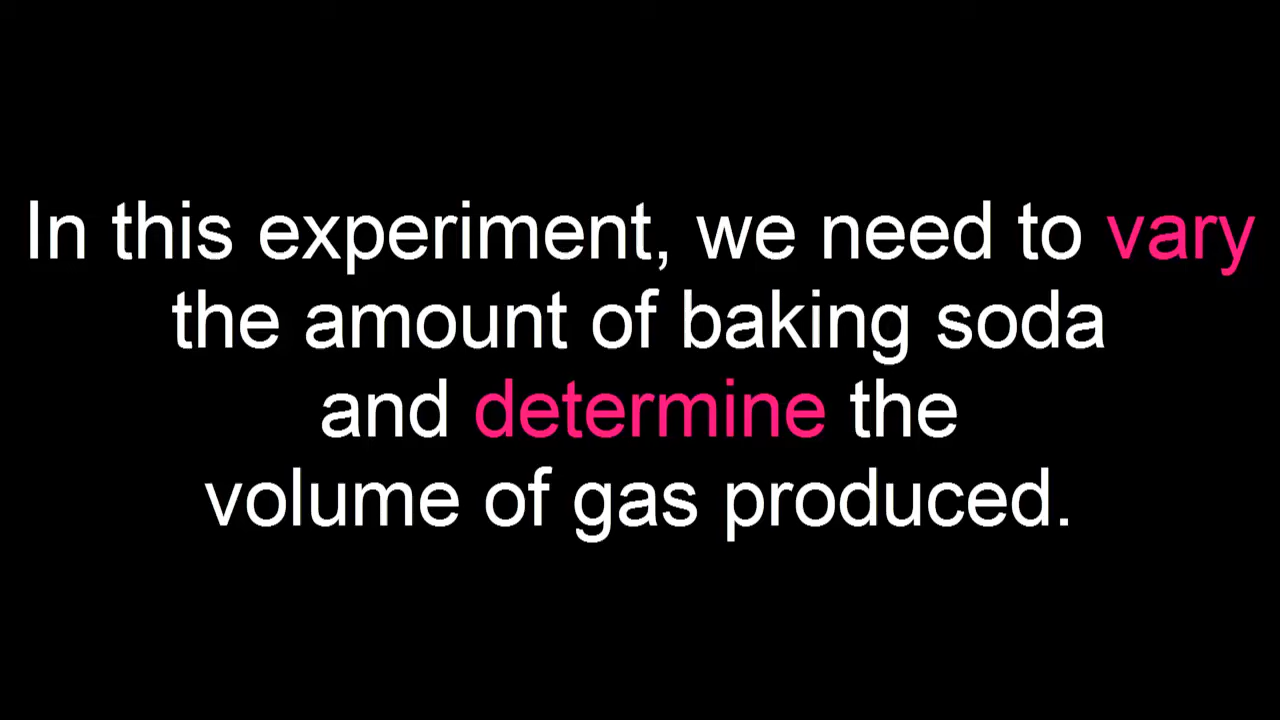 In this experiment, we need to vary
the amount of baking soda
and determine the
volume of gas produced.